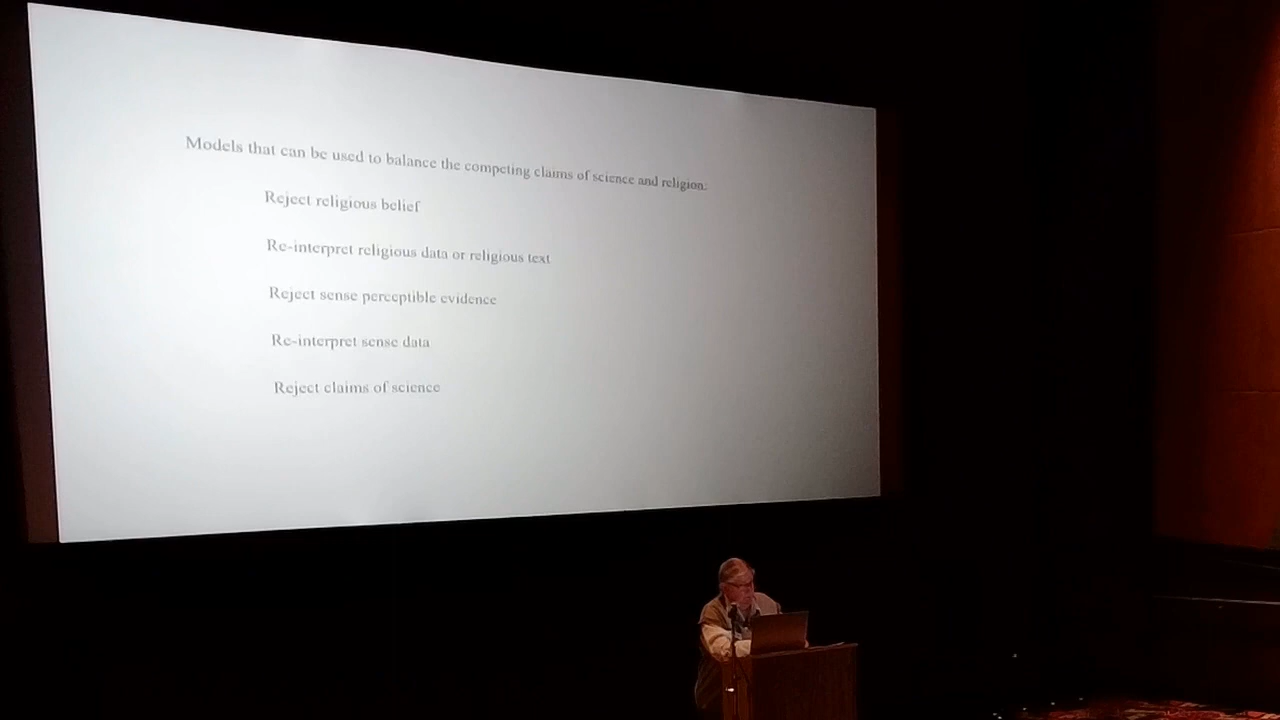 Models that can be used to balance the competing claims of science and religion:
Reject religious belief
Re-interpret religious data or religious text
Reject sense perceptible evidence
Re-interpret sense data
Reject claims of science